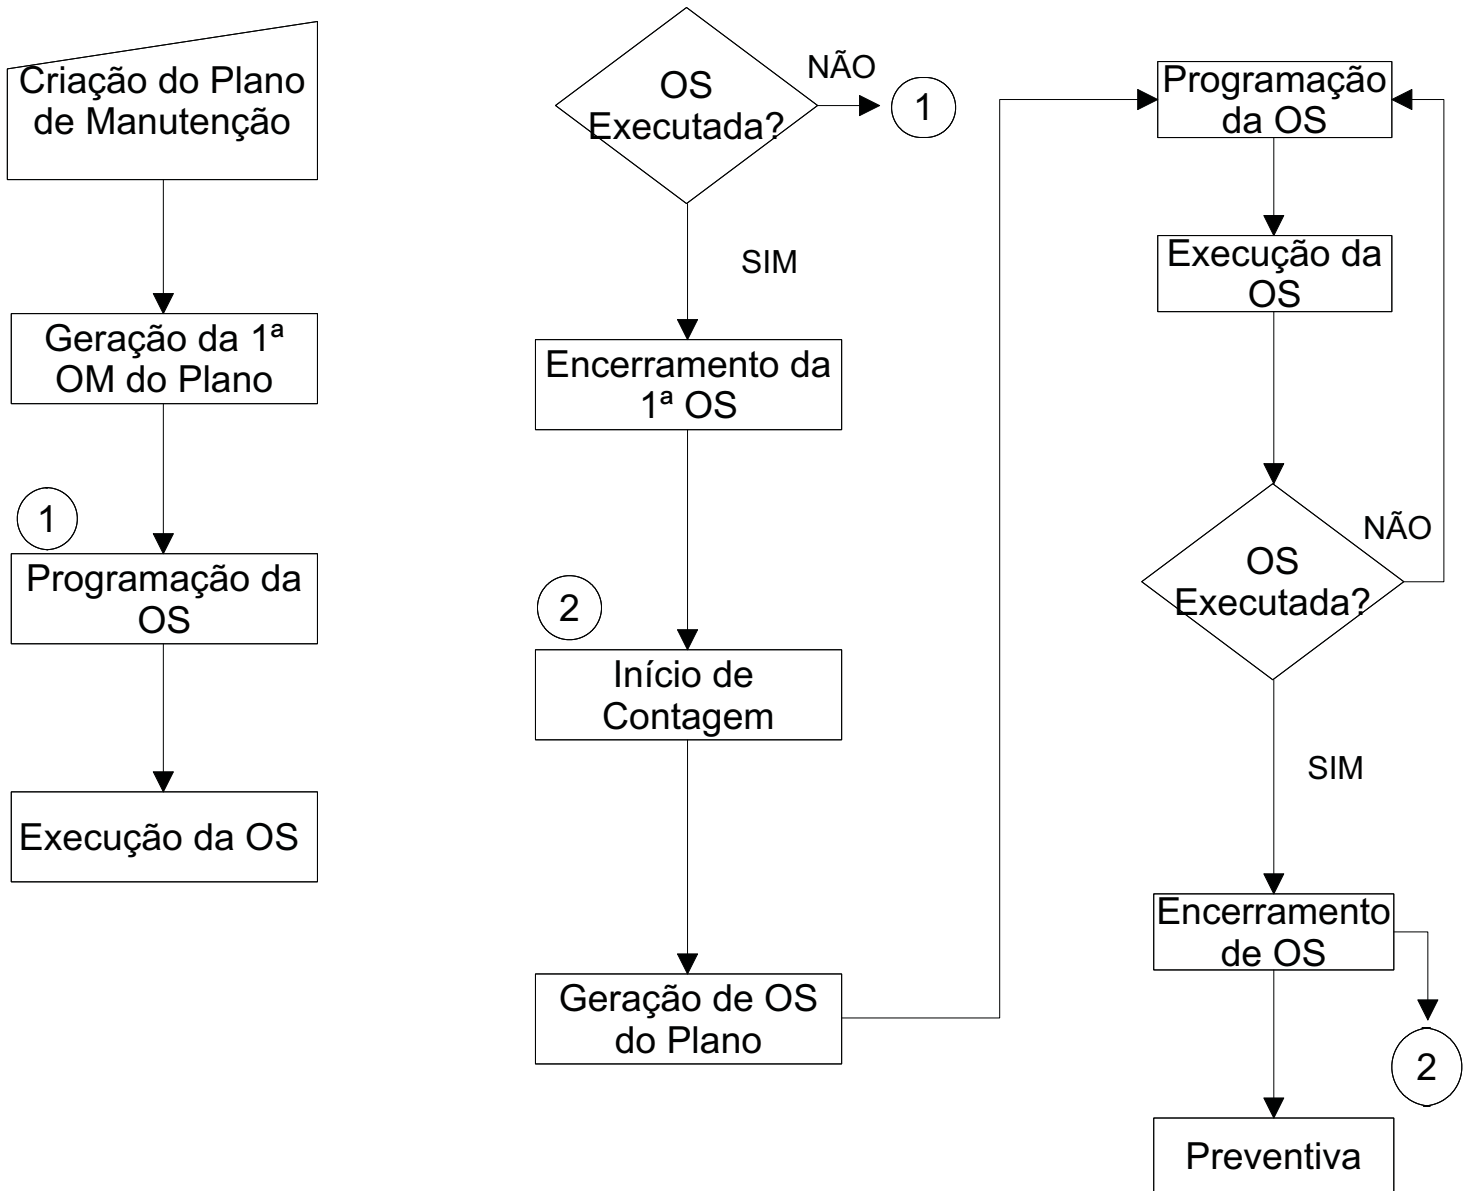 Criação do Plano
de Manutenção
Geração da 1ª
OM do Plano
1
Programação da
OS
Execução da OS
OS
Executada?
NÃO
1
SIM
Encerramento da
1ª OS
2
Início de
Contagem
Geração de OS
do Plano
Programação
da OS
Execução da
OS
OS
Executada?
NÃO
SIM
Encerramento
de OS
2
Preventiva